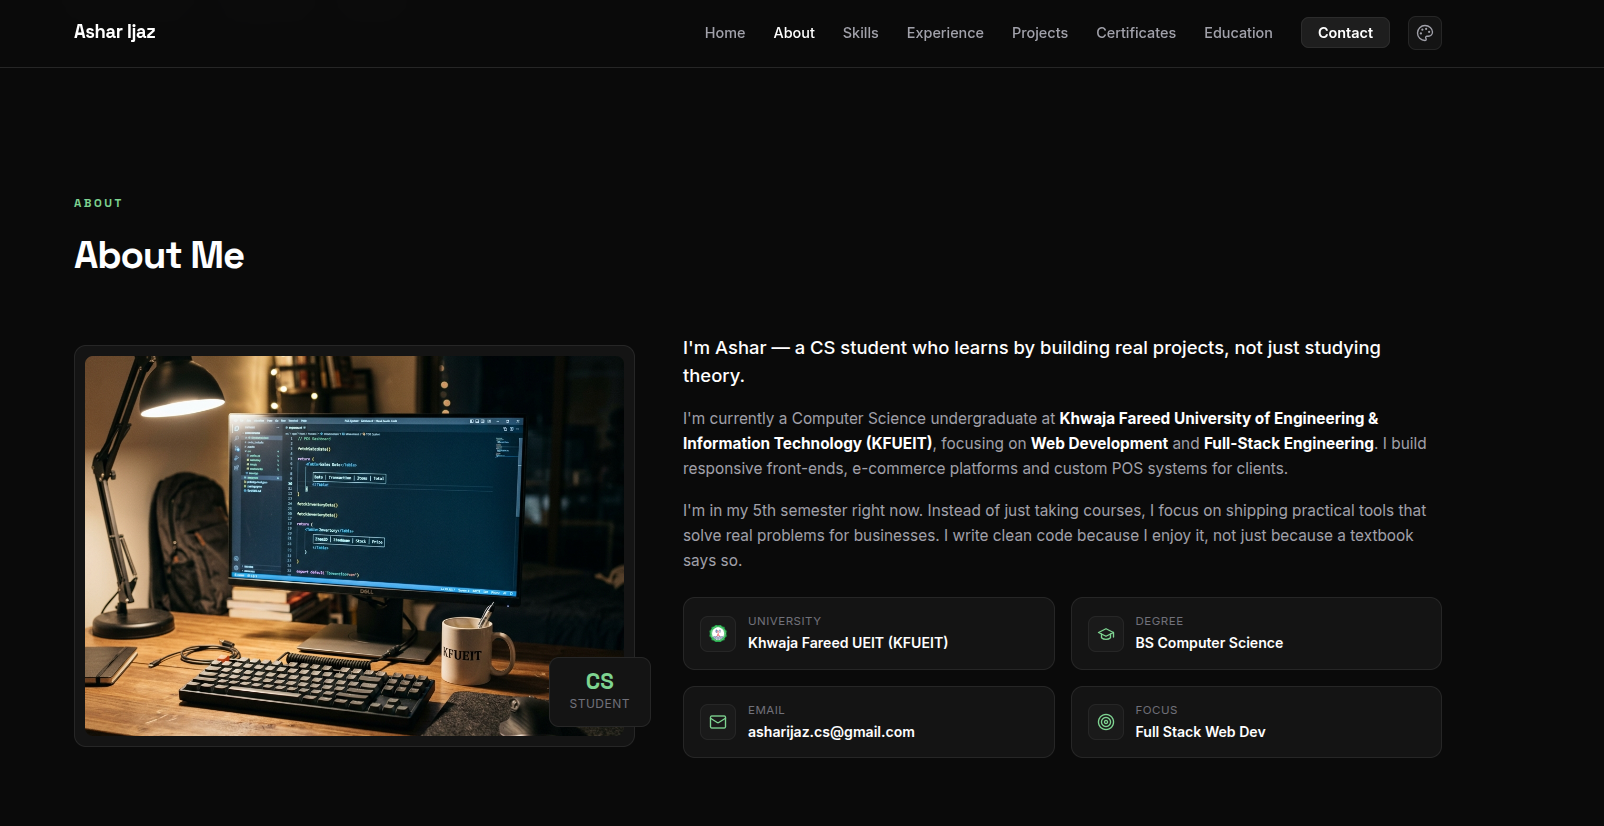 Ashar Ijaz
Home About Skills Experience Projects Certificates Education Contact
ABOUT
About Me
I'm Ashar — a CS student who learns by building real projects, not just studying
theory.
I'm currently a Computer Science undergraduate at Khwaja Fareed University of Engineering &
Information Technology (KFUEIT), focusing on Web Development and Full-Stack Engineering. I build
responsive front-ends, e-commerce platforms and custom POS systems for clients.
I'm in my 5th semester right now. Instead of just taking courses, I focus on shipping practical tools that
solve real problems for businesses. I write clean code because I enjoy it, not just because a textbook
says so.
KFUEIT
DELL
CS
STUDENT
UNIVERSITY
Khwaja Fareed UEIT (KFUEIT)
DEGREE
BS Computer Science
EMAIL
asharijaz.cs@gmail.com
FOCUS
Full Stack Web Dev